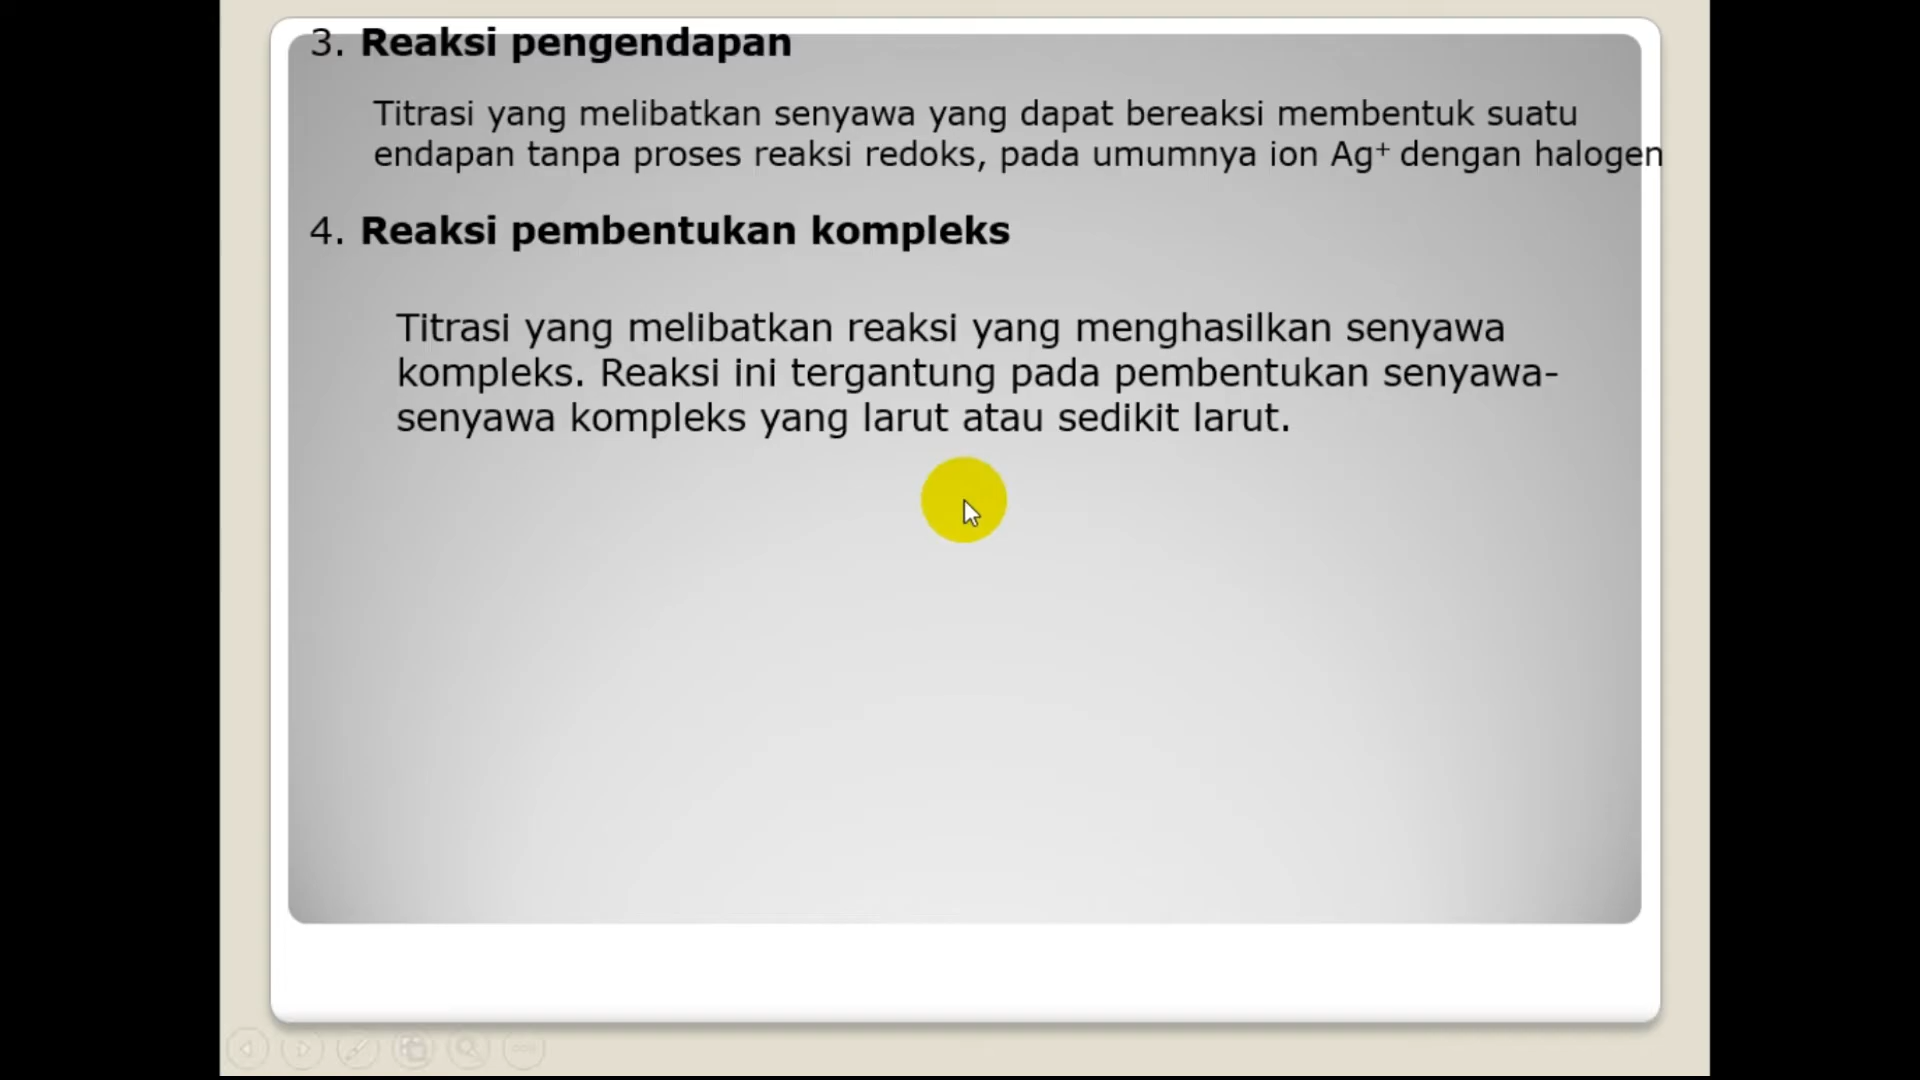 3. Reaksi pengendapan
Titrasi yang melibatkan senyawa yang dapat bereaksi membentuk suatu
endapan tanpa proses reaksi redoks, pada umumnya ion Ag⁺ dengan halogen
4. Reaksi pembentukan kompleks
Titrasi yang melibatkan reaksi yang menghasilkan senyawa
kompleks. Reaksi ini tergantung pada pembentukan senyawa-
senyawa kompleks yang larut atau sedikit larut.